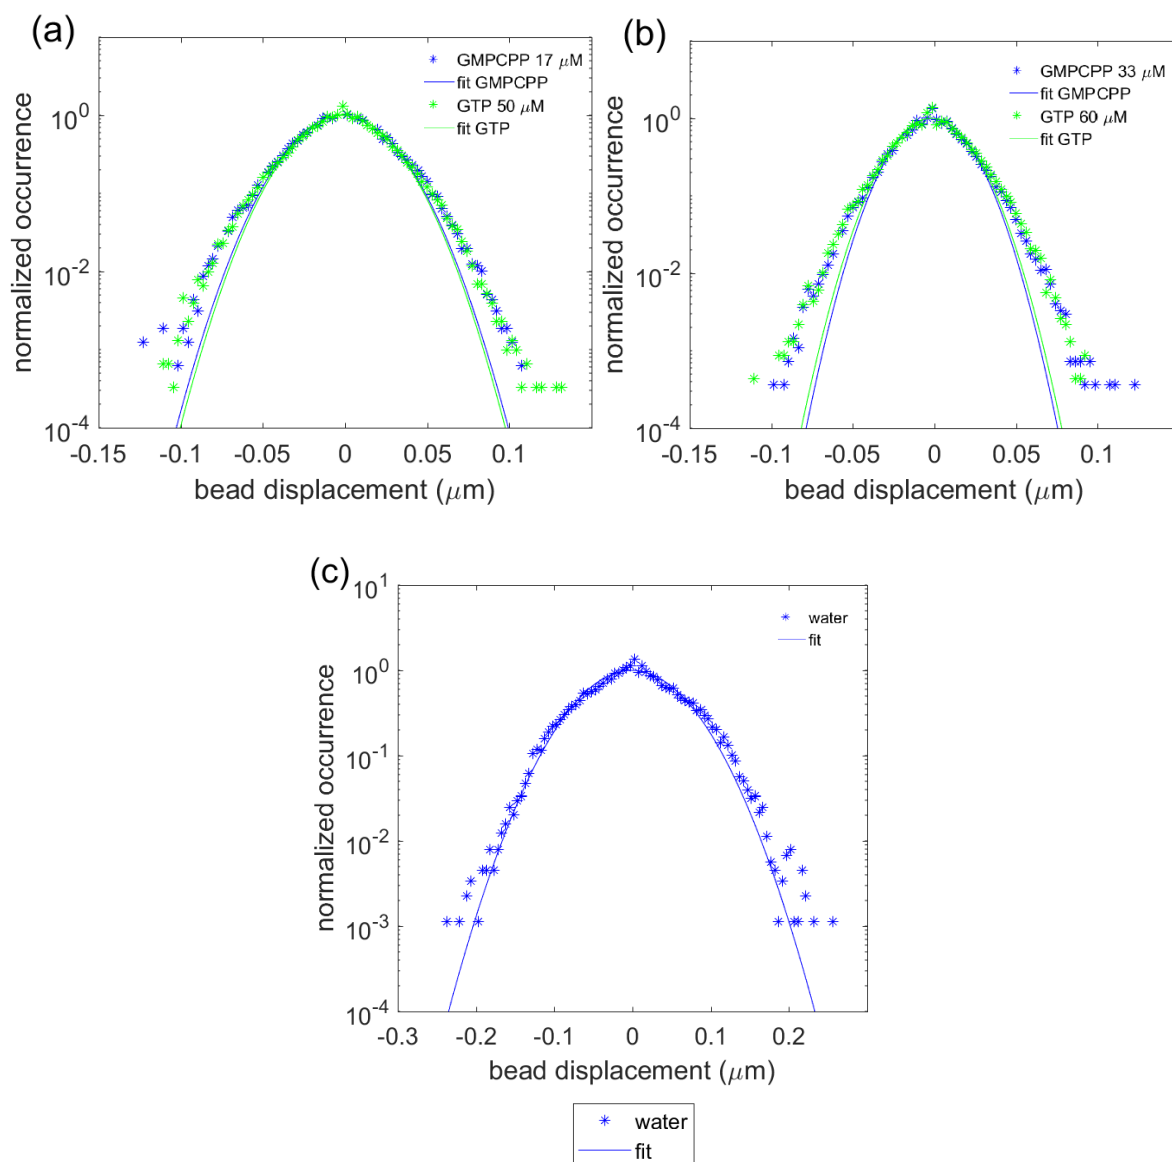 (a)
GMPCPP 17 μM
fit GMPCPP
GTP 50 μM
fit GTP
10^0
10^-2
10^-4
normalized occurrence
-0.15 -0.1 -0.05 0 0.05 0.1
bead displacement (μm)
(b)
GMPCPP 33 μM
fit GMPCPP
GTP 60 μM
fit GTP
10^0
10^-2
10^-4
normalized occurrence
-0.15 -0.1 -0.05 0 0.05 0.1
bead displacement (μm)
(c)
water
fit
10^1
10^0
10^-1
10^-2
10^-3
10^-4
normalized occurrence
-0.3 -0.2 -0.1 0 0.1 0.2
bead displacement (μm)
water
fit